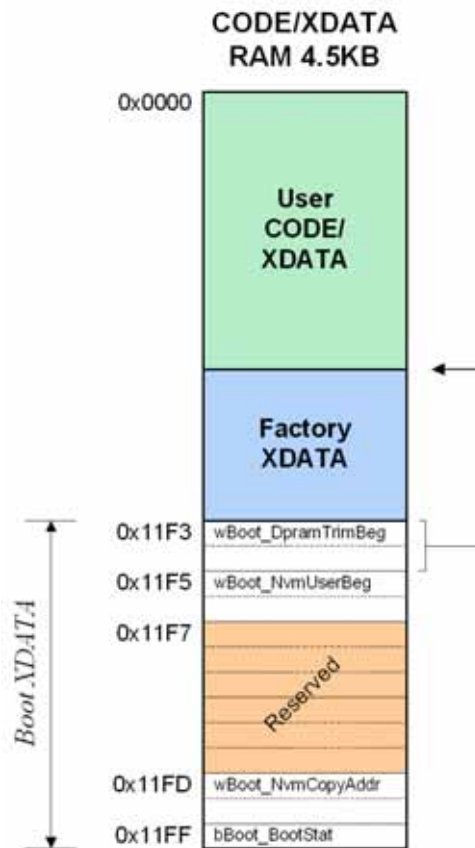 CODE/XDATA
RAM 4.5KB
0x0000
User
CODE/
XDATA
Factory
XDATA
0x11F3
wBoot_DpramTrimBeg
0x11F5
wBoot_NvmUserBeg
0x11F7
Reserved
Boot XDATA
0x11FD
wBoot_NvmCopyAddr
0x11FF
bBoot_BootStat